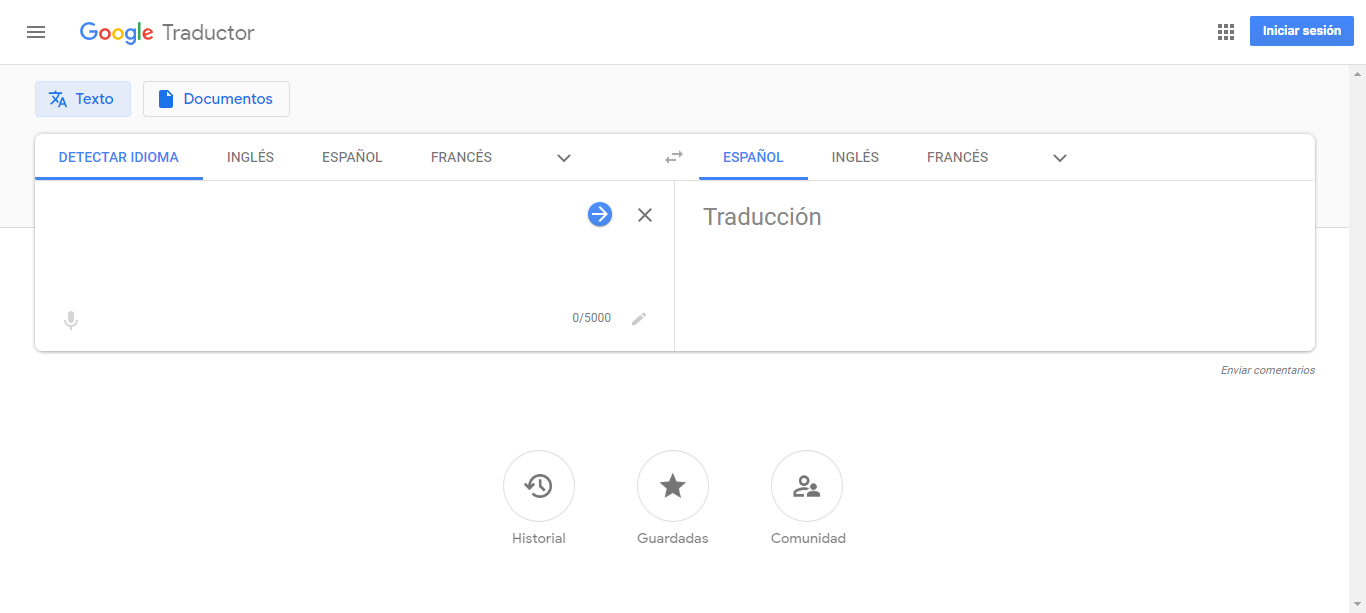 Google Traductor
Iniciar sesión
Texto
Documentos
DETECTAR IDIOMA INGLÉS ESPAÑOL FRANCÉS
ESPAÑOL INGLÉS FRANCÉS
Traducción
0/5000
Enviar comentarios
Historial
Guardadas
Comunidad